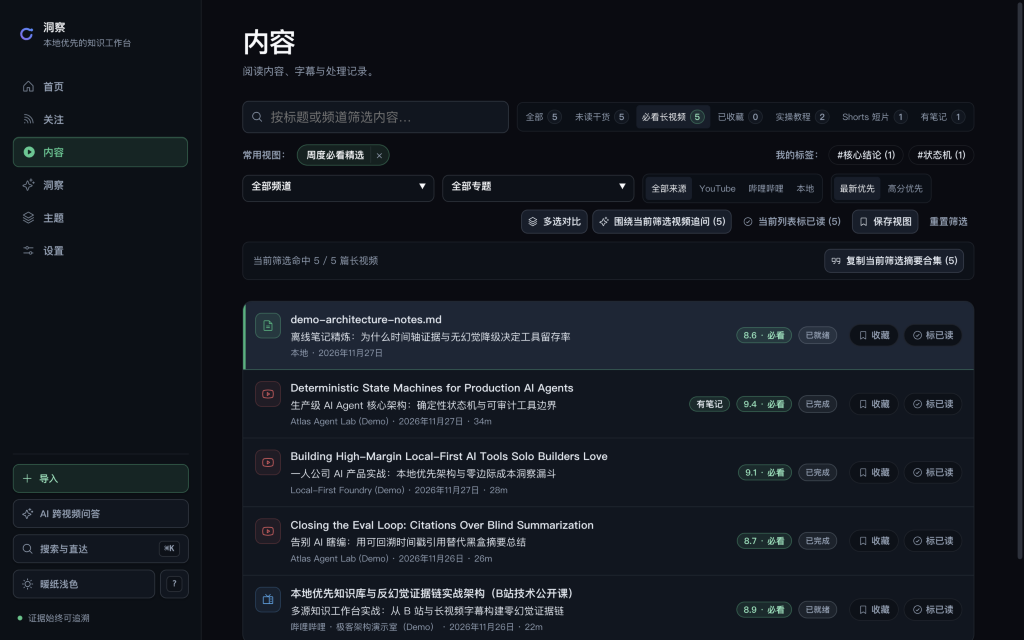 洞察
本地优先的知识工作台
首页
关注
内容
洞察
主题
设置
导入
AI 跨视频问答
搜索与直达 ⌘K
暖纸浅色 ?
证据始终可追溯
内容
阅读内容、字幕与处理记录。
按标题或频道筛选内容…
全部 5 未读干货 5 必看长视频 5 已收藏 0 实操教程 2 Shorts 短片 1 有笔记 1
常用视图： 周度必看精选 × 我的标签： #核心结论 (1) #状态机 (1)
全部频道 ▼ 全部专题 ▼ 全部来源 YouTube 哔哩哔哩 本地 最新优先 高分优先
多选对比 围绕当前筛选视频追问 (5) 当前列表标已读 (5) 保存视图 重置筛选
当前筛选命中 5 / 5 篇长视频 复制当前筛选摘要合集 (5)
demo-architecture-notes.md
离线笔记精炼：为什么时间轴证据与无幻觉降级决定工具留存率
本地 · 2026年11月27日
8.6 · 必看 已就绪 收藏 标已读
Deterministic State Machines for Production AI Agents
生产级 AI Agent 核心架构：确定性状态机与可审计工具边界
Atlas Agent Lab (Demo) · 2026年11月27日 · 34m
有笔记 9.4 · 必看 已完成 收藏 标已读
Building High-Margin Local-First AI Tools Solo Builders Love
一人公司 AI 产品实战：本地优先架构与零边际成本洞察漏斗
Local-First Foundry (Demo) · 2026年11月27日 · 28m
9.1 · 必看 已完成 收藏 标已读
Closing the Eval Loop: Citations Over Blind Summarization
告别 AI 瞎编：用可回溯时间戳引用替代黑盒摘要总结
Atlas Agent Lab (Demo) · 2026年11月26日 · 26m
8.7 · 必看 已完成 收藏 标已读
本地优先知识库与反幻觉证据链实战架构（B站技术公开课）
多源知识工作台实战：从 B 站与长视频字幕构建零幻觉证据链
哔哩哔哩 · 极客架构演示室（Demo） · 2026年11月26日 · 22m
8.9 · 必看 已就绪 收藏 标已读